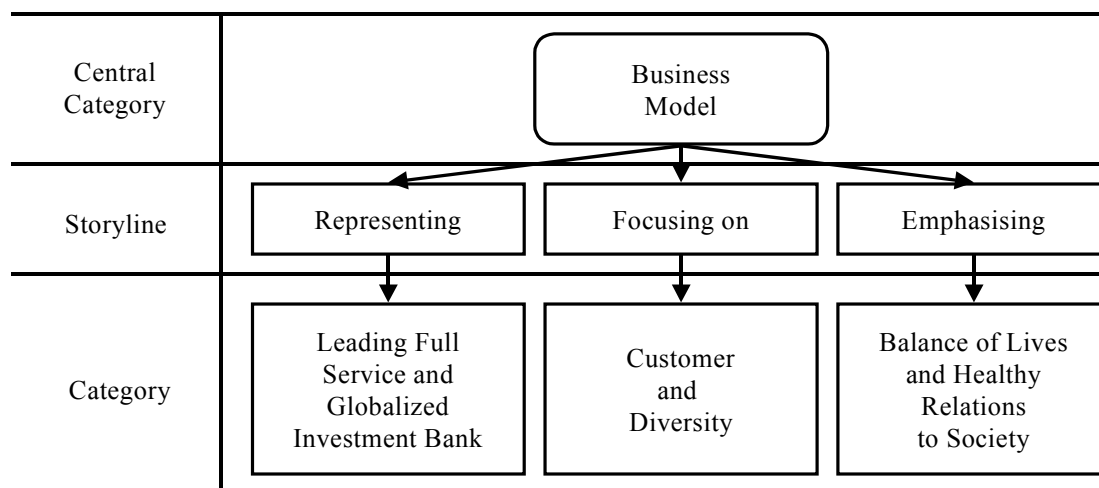 Central
Category
Business
Model
Storyline
Representing
Focusing on
Emphasising
Category
Leading Full
Service and
Globalized
Investment Bank
Customer
and
Diversity
Balance of Lives
and Healthy
Relations
to Society